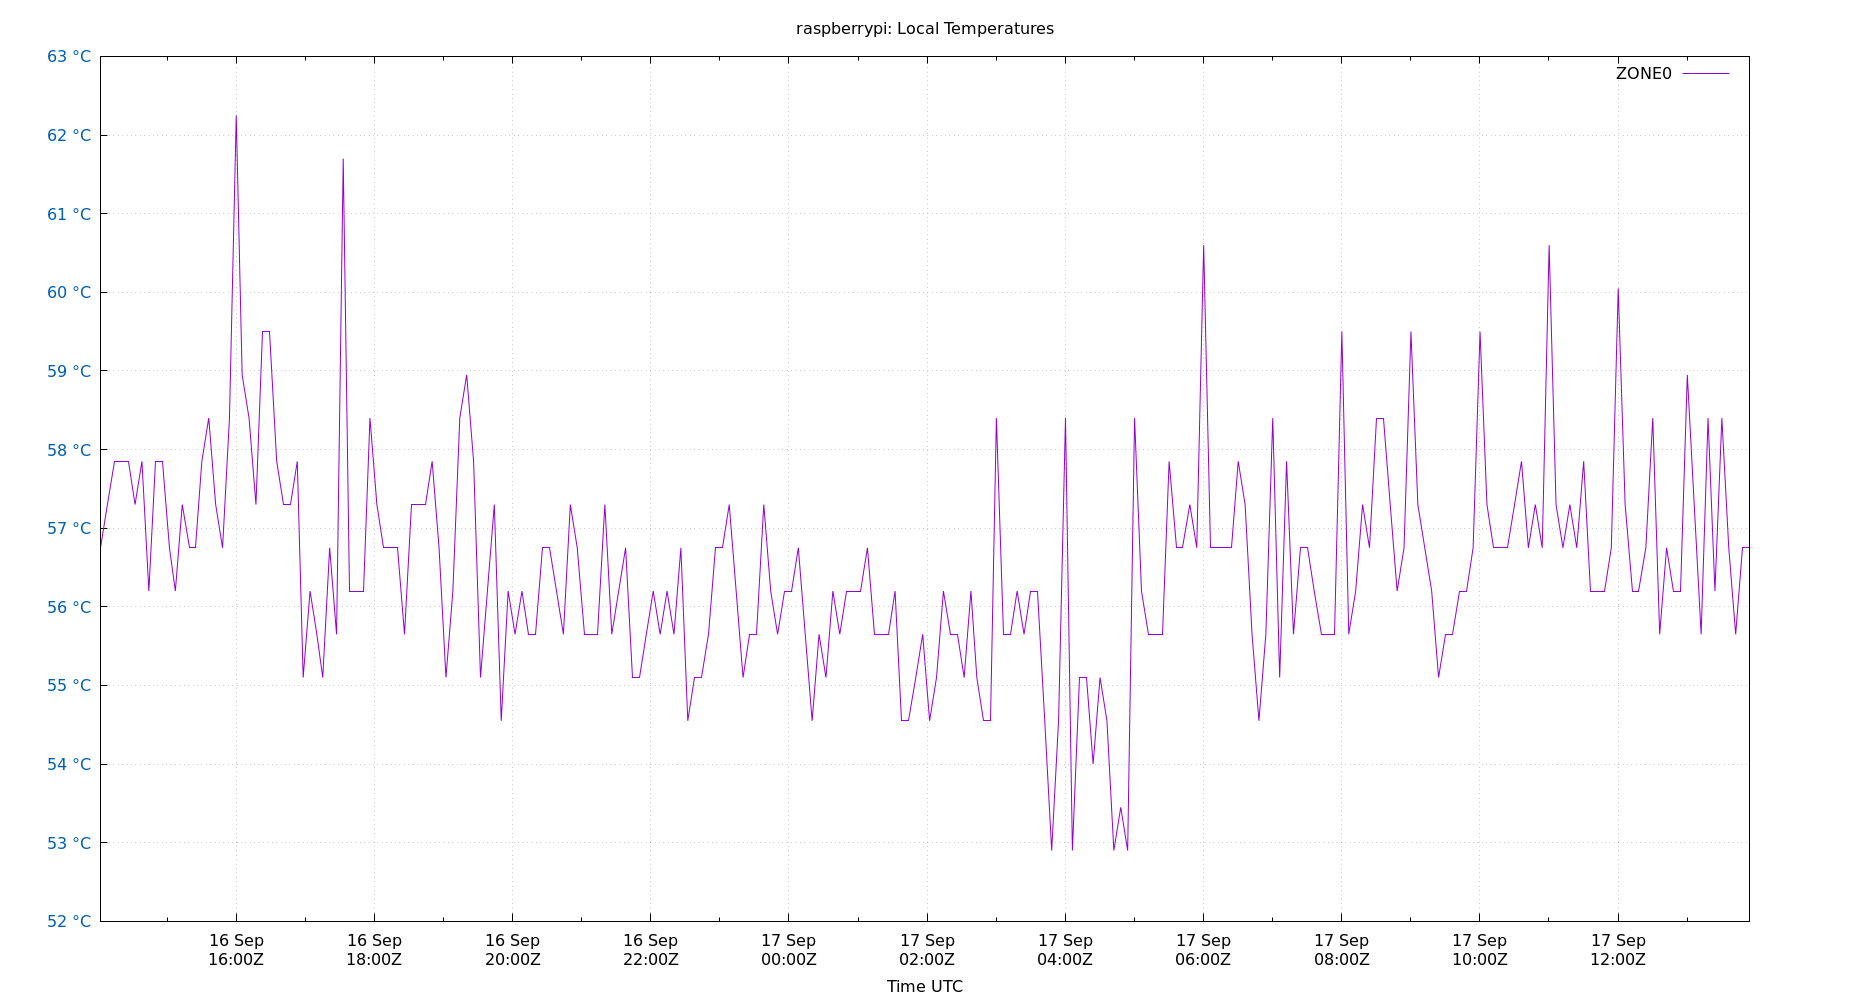 raspberrypi: Local Temperatures
63 °C
ZONE0
62 °C
61 °C
60 °C
59 °C
58 °C
57 °C
56 °C
55 °C
54 °C
53 °C
52 °C
16 Sep 16 Sep 16 Sep 16 Sep 17 Sep 17 Sep 17 Sep 17 Sep 17 Sep 17 Sep 17 Sep
16:00Z 18:00Z 20:00Z 22:00Z 00:00Z 02:00Z 04:00Z 06:00Z 08:00Z 10:00Z 12:00Z
Time UTC